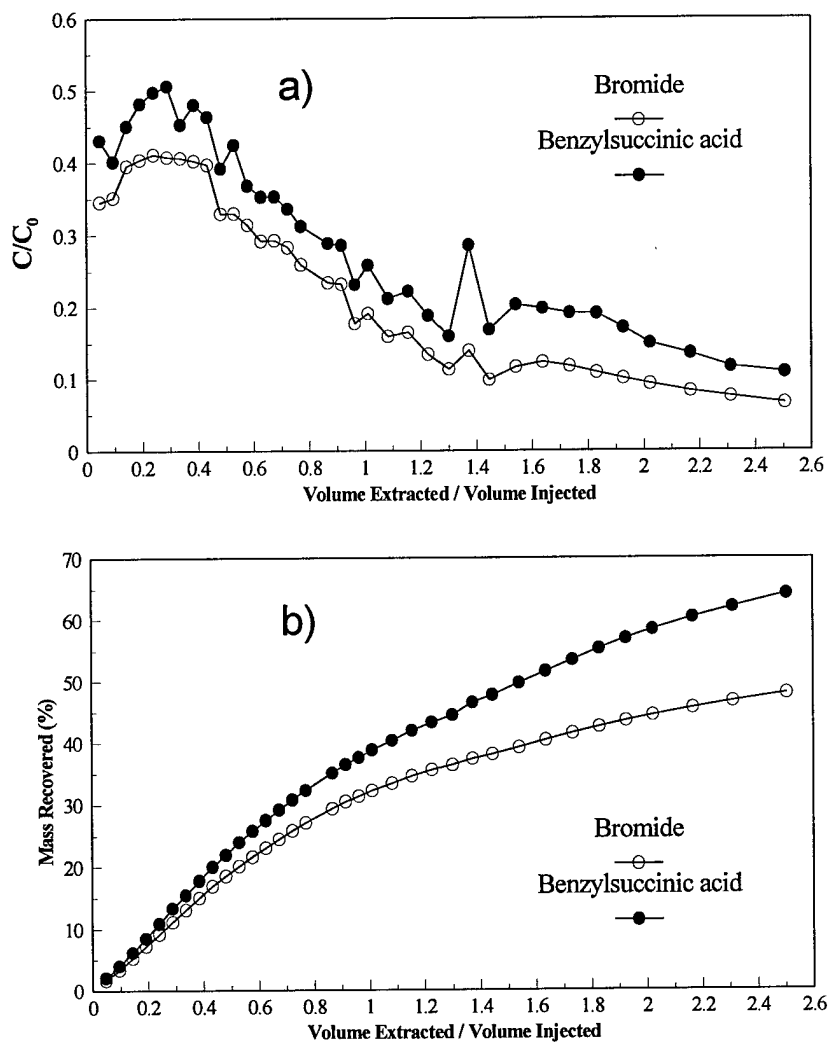 0.6
0.5
0.4
0.3
0.2
0.1
0
C/C0
a)
Bromide
Benzylsuccinic acid
0 0.2 0.4 0.6 0.8 1 1.2 1.4 1.6 1.8 2 2.2 2.4 2.6
Volume Extracted / Volume Injected
70
60
50
40
30
20
10
0
Mass Recovered (%)
b)
Bromide
Benzylsuccinic acid
0 0.2 0.4 0.6 0.8 1 1.2 1.4 1.6 1.8 2 2.2 2.4 2.6
Volume Extracted / Volume Injected